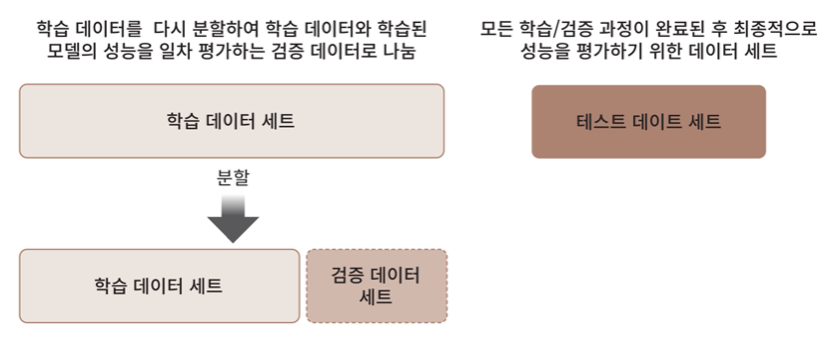 학습 데이터를 다시 분할하여 학습 데이터와 학습된
모델의 성능을 일차 평가하는 검증 데이터로 나눔
모든 학습/검증 과정이 완료된 후 최종적으로
성능을 평가하기 위한 데이터 세트
학습 데이터 세트
테스트 데이트 세트
분할
학습 데이터 세트
검증 데이터
세트